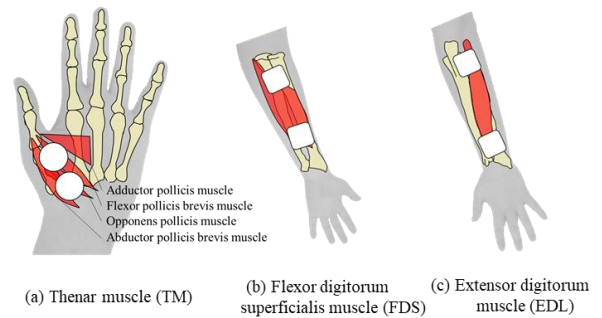 Adductor pollicis muscle
Flexor pollicis brevis muscle
Opponens pollicis muscle
Abductor pollicis brevis muscle
(a) Thenar muscle (TM)
(b) Flexor digitorum
superficialis muscle (FDS)
(c) Extensor digitorum
muscle (EDL)